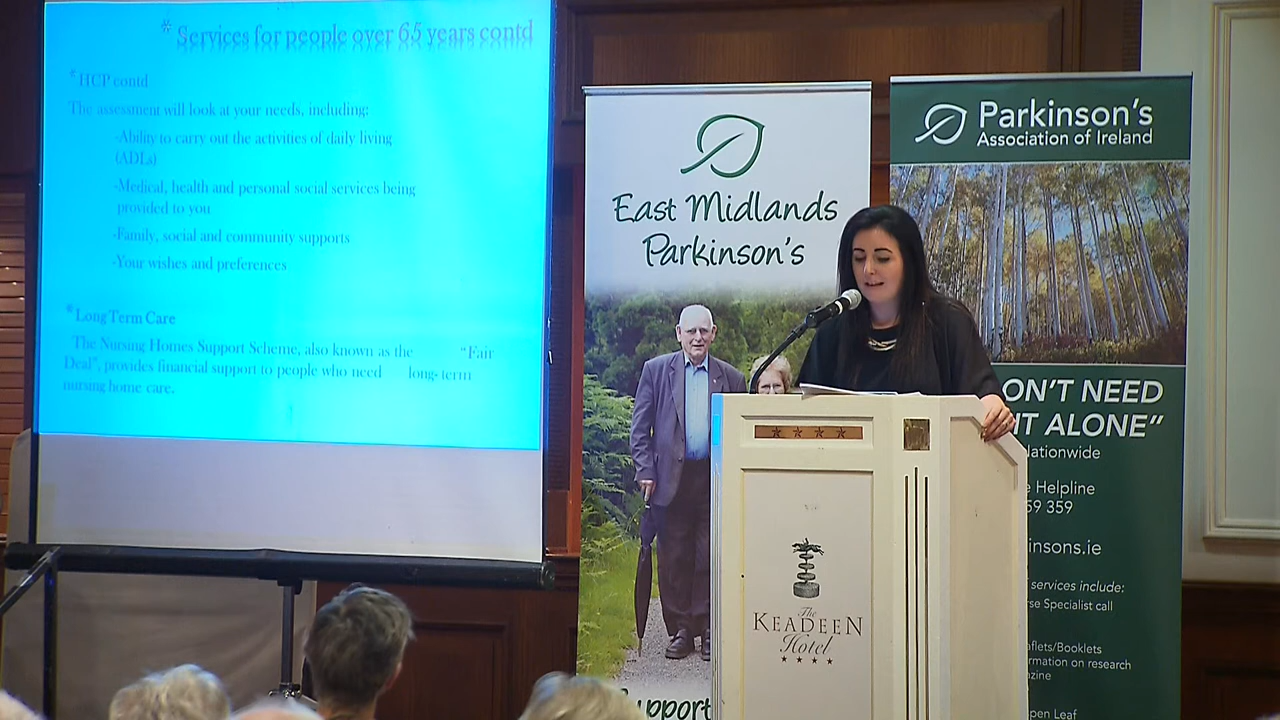 * Services for people over 65 years contd
* HCP contd
The assessment will look at your needs, including:
-Ability to carry out the activities of daily living
(ADLs)
-Medical, health and personal social services being
provided to you
-Family, social and community supports
-Your wishes and preferences
* Long Term Care
The Nursing Homes Support Scheme, also known as the "Fair
Deal", provides financial support to people who need long- term
nursing home care.
East Midlands
Parkinson's
Support
Parkinson's
Association of Ireland
ON'T NEED
IT ALONE”
Nationwide
e Helpline
59 359
insons.ie
services include:
rse Specialist call
aflets/Booklets
ormation on research
azine
pen Leaf
The
KEADEEN
Hotel